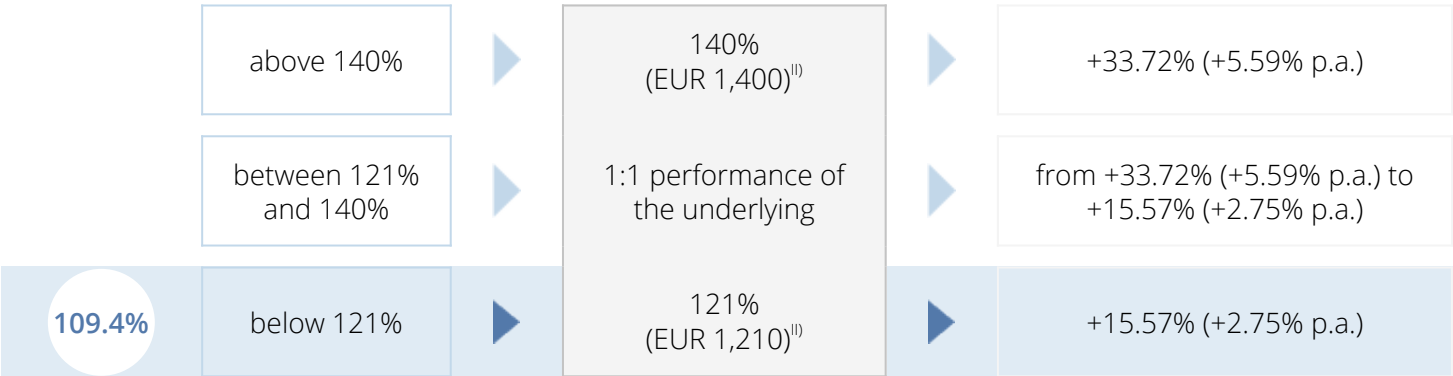 above 140%
140%
(EUR 1,400)II)
+33.72% (+5.59% p.a.)
between 121%
and 140%
1:1 performance of
the underlying
from +33.72% (+5.59% p.a.) to
+15.57% (+2.75% p.a.)
109.4%
below 121%
121%
(EUR 1,210)II)
+15.57% (+2.75% p.a.)